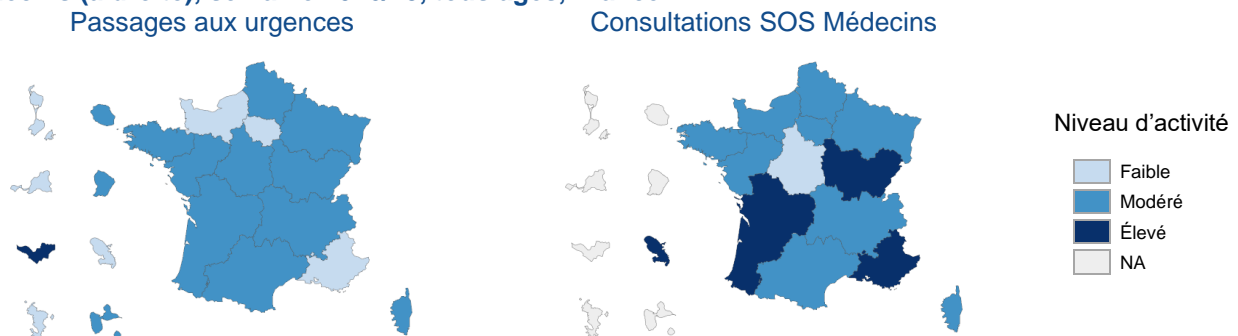 Passages aux urgences
Consultations SOS Médecins
Niveau d'activité
Faible
Modéré
Élevé
NA